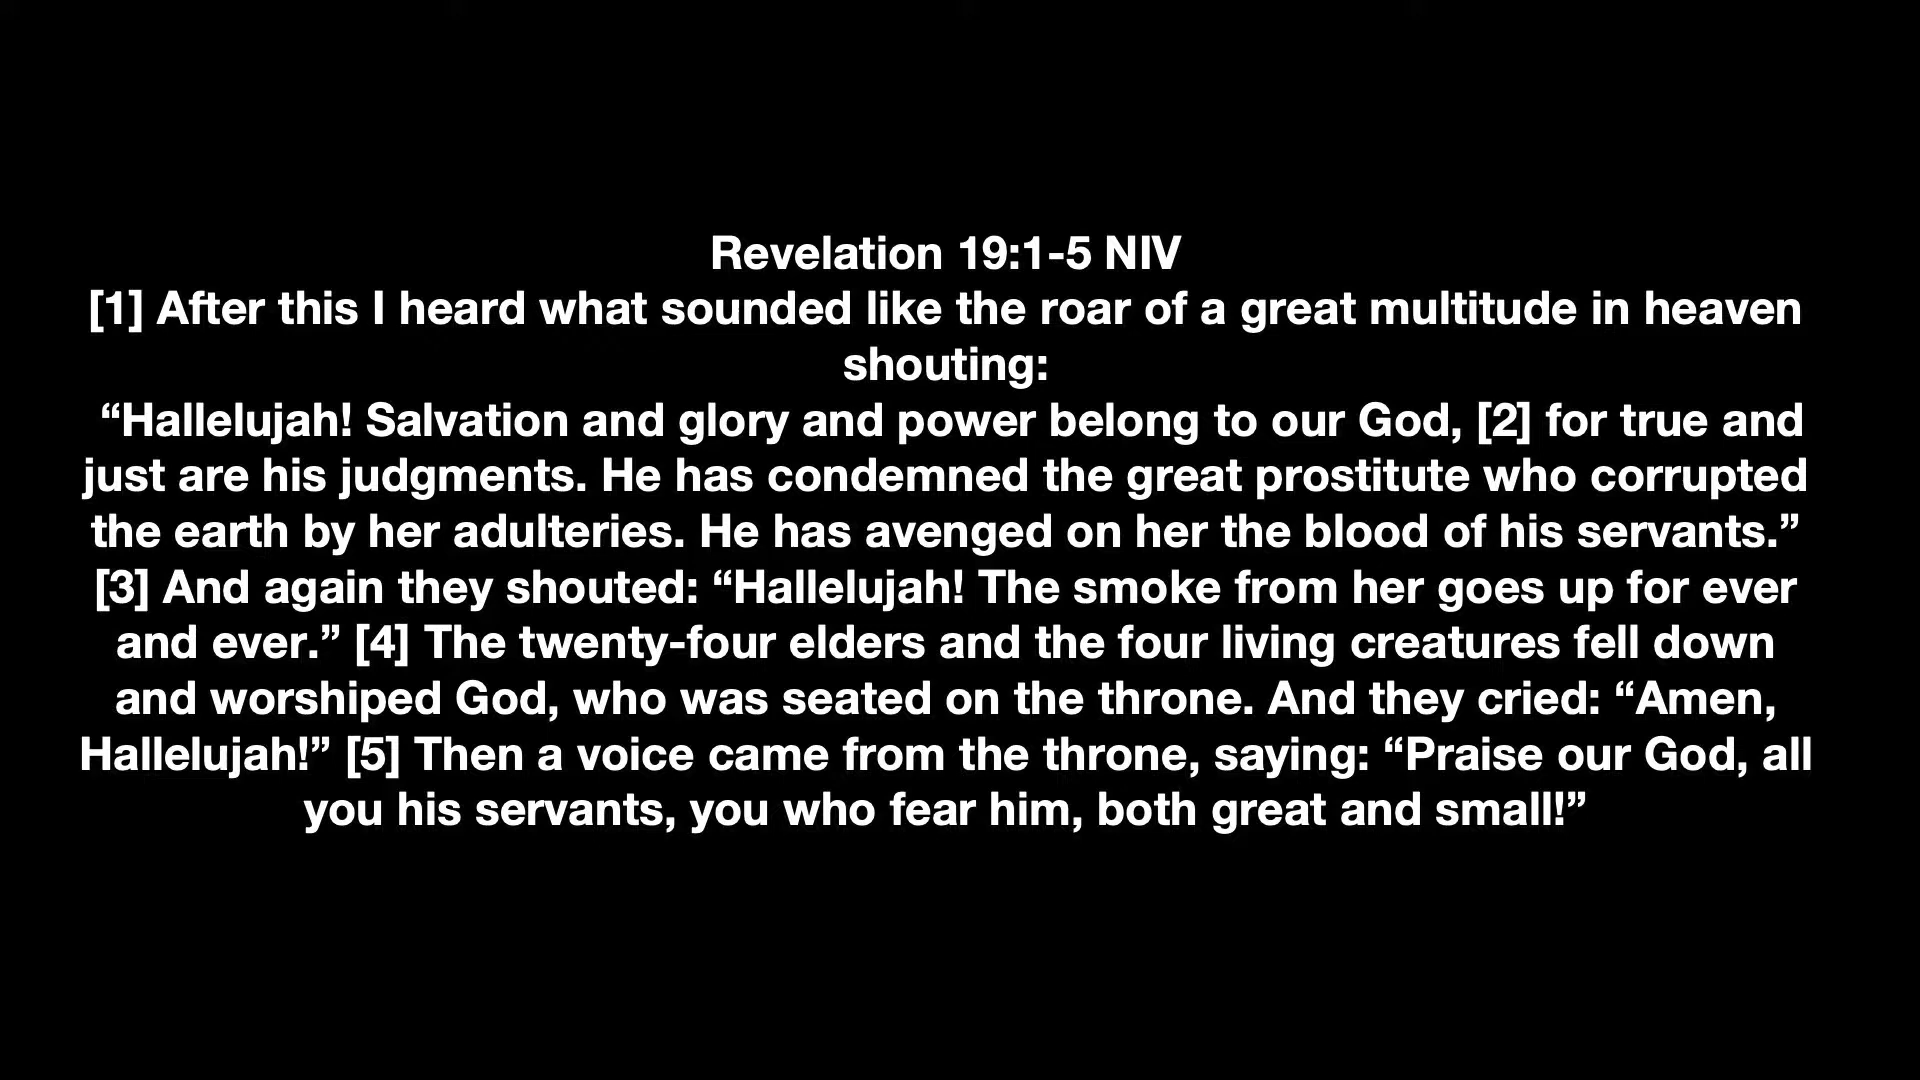 Revelation 19:1-5 NIV
[1] After this I heard what sounded like the roar of a great multitude in heaven
shouting:
“Hallelujah! Salvation and glory and power belong to our God, [2] for true and
just are his judgments. He has condemned the great prostitute who corrupted
the earth by her adulteries. He has avenged on her the blood of his servants.”
[3] And again they shouted: “Hallelujah! The smoke from her goes up for ever
and ever.” [4] The twenty-four elders and the four living creatures fell down
and worshiped God, who was seated on the throne. And they cried: “Amen,
Hallelujah!” [5] Then a voice came from the throne, saying: “Praise our God, all
you his servants, you who fear him, both great and small!”